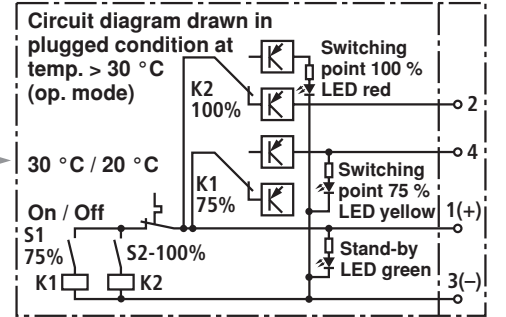 Circuit diagram drawn in
plugged condition at
temp. > 30 °C
(op. mode)
Switching
point 100 %
LED red
K2
100%
2
4
30 °C / 20 °C
K1
75%
Switching
point 75 %
LED yellow
1(+)
On / Off
S1
75%
S2-100%
K1
K2
Stand-by
LED green
3(–)